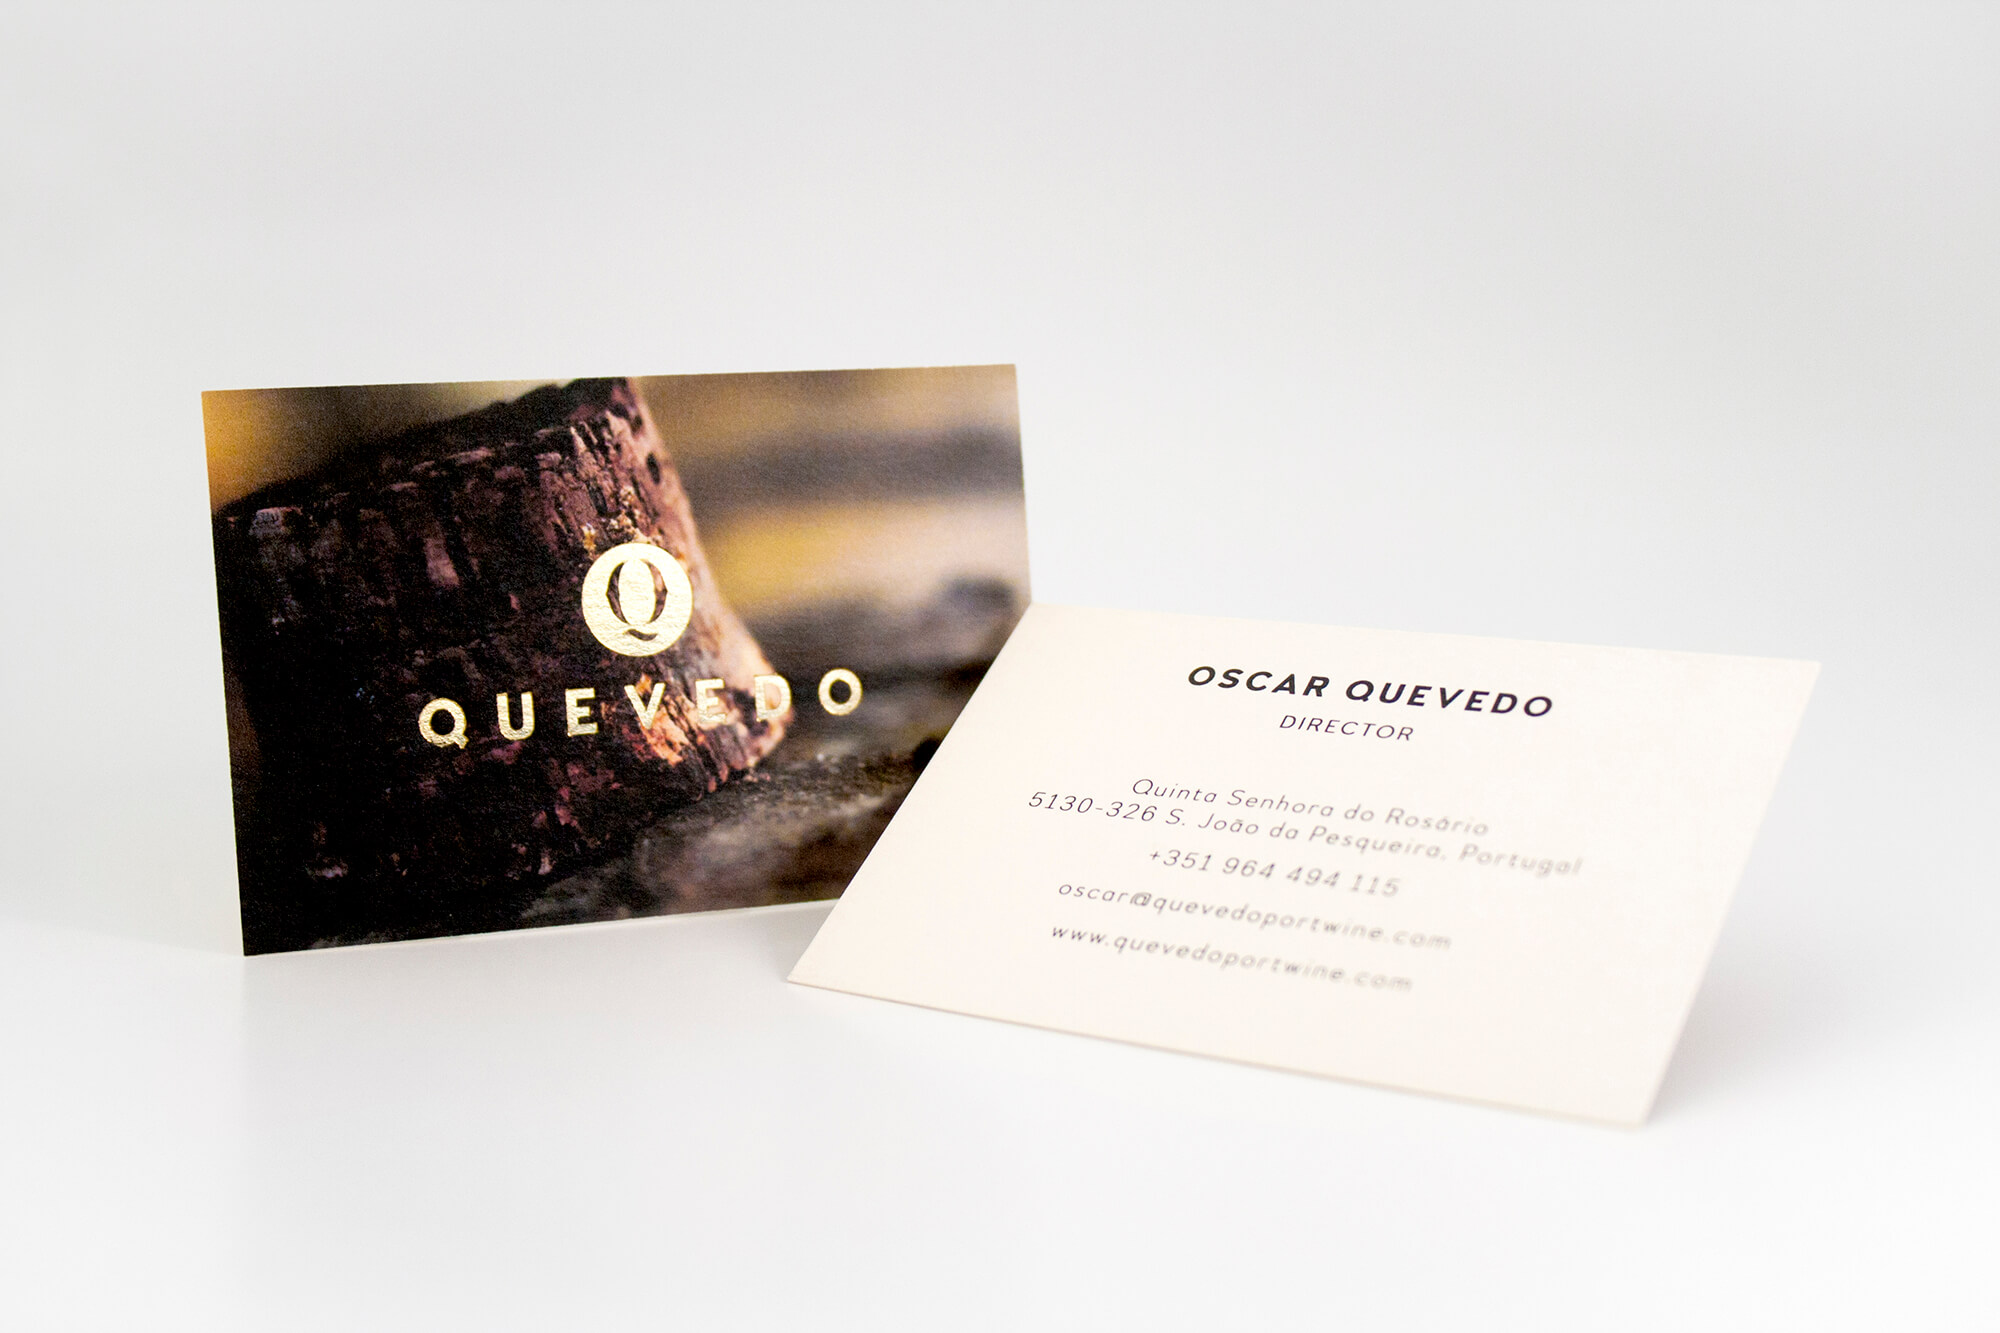 Q
QUEVEDO
OSCAR QUEVEDO
DIRECTOR
Quinta Senhora do Rosário
5130-326 S. João da Pesqueira, Portugal
+351 964 494 115
oscar@quevedoportwine.com
www.quevedoportwine.com